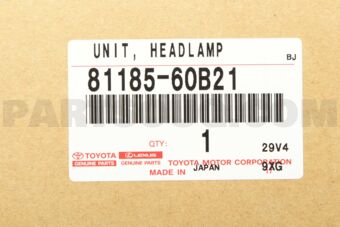 UNIT, HEADLAMP
BJ
81185-60B21
QTY: 1
29V4
TOYOTA LEXUS TOYOTA MOTOR CORPORATION
GENUINE PARTS GENUINE PARTS
MADE IN JAPAN
9XG